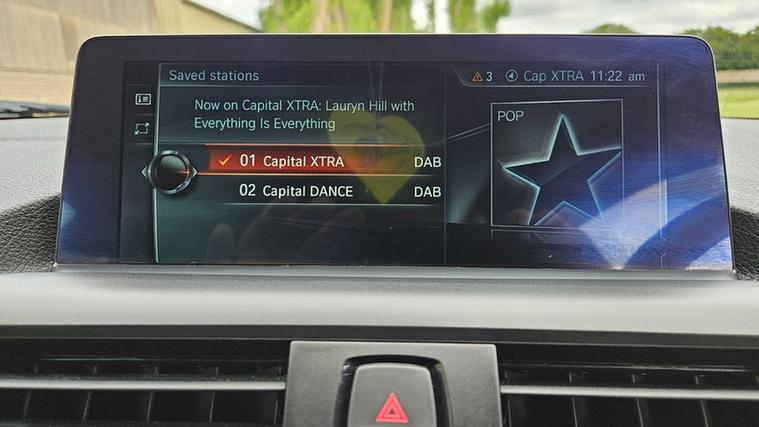 Saved stations
3 Cap XTRA 11:22 am
Now on Capital XTRA: Lauryn Hill with
Everything Is Everything
01 Capital XTRA DAB
02 Capital DANCE DAB
POP